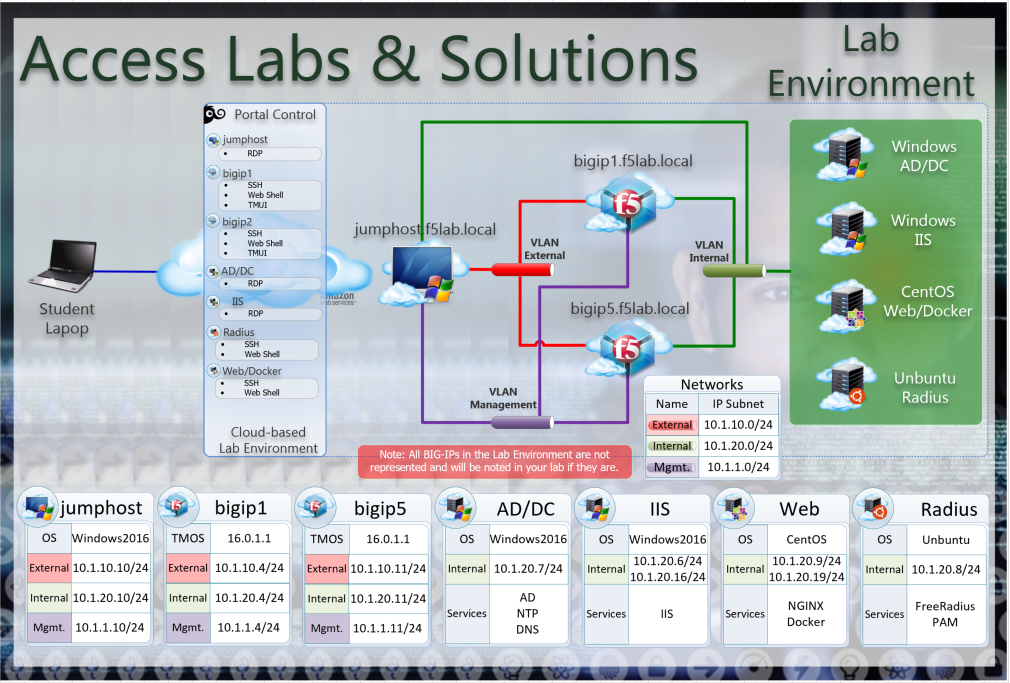 Access Labs & Solutions
Lab
Environment
Portal Control
jumphost
• RDP
bigip1
• SSH
• Web Shell
• TMUI
bigip2
• SSH
• Web Shell
• TMUI
AD/DC
• RDP
IIS
• RDP
Radius
• SSH
• Web Shell
Web/Docker
• SSH
• Web Shell
Cloud-based
Lab Environment
Student
Lapop
amazon
webservices
jumphost.f5lab.local
bigip1.f5lab.local
f5
VLAN
External
VLAN
Internal
bigip5.f5lab.local
f5
VLAN
Management
Windows
AD/DC
Windows
IIS
CentOS
Web/Docker
Unbuntu
Radius
Note: All BIG-IPs in the Lab Environment are not
represented and will be noted in your lab if they are.
Networks
Name IP Subnet
External 10.1.10.0/24
Internal 10.1.20.0/24
Mgmt. 10.1.1.0/24
jumphost
OS Windows2016
External 10.1.10.10/24
Internal 10.1.20.10/24
Mgmt. 10.1.1.10/24
bigip1
TMOS 16.0.1.1
External 10.1.10.4/24
Internal 10.1.20.4/24
Mgmt. 10.1.1.4/24
bigip5
TMOS 16.0.1.1
External 10.1.10.11/24
Internal 10.1.20.11/24
Mgmt. 10.1.1.11/24
AD/DC
OS Windows2016
Internal 10.1.20.7/24
Services
AD
NTP
DNS
IIS
OS Windows2016
Internal
10.1.20.6/24
10.1.20.16/24
Services IIS
Web
OS CentOS
Internal
10.1.20.9/24
10.1.20.19/24
Services
NGINX
Docker
Radius
OS Unbuntu
Internal 10.1.20.8/24
Services
FreeRadius
PAM